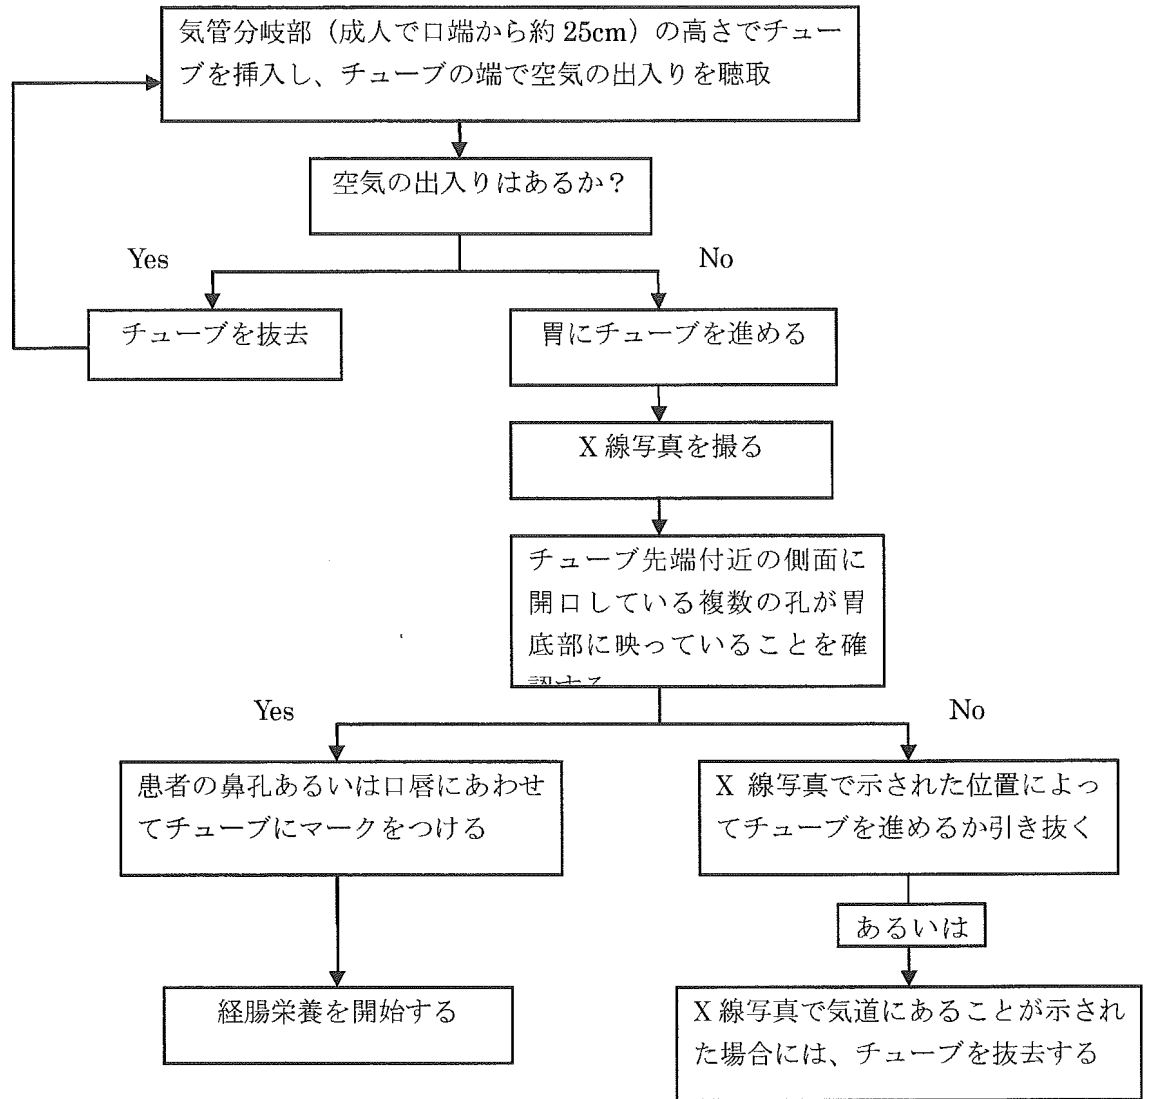 気管分岐部（成人で口端から約 25cm）の高さでチュー
ブを挿入し、チューブの端で空気の出入りを聴取
空気の出入りはあるか？
Yes
No
チューブを抜去
胃にチューブを進める
X 線写真を撮る
チューブ先端付近の側面に
開口している複数の孔が胃
底部に映っていることを確
認する
Yes
No
患者の鼻孔あるいは口唇にあわせ
てチューブにマークをつける
X 線写真で示された位置によっ
てチューブを進めるか引き抜く
あるいは
経腸栄養を開始する
X 線写真で気道にあることが示され
た場合には、チューブを抜去する